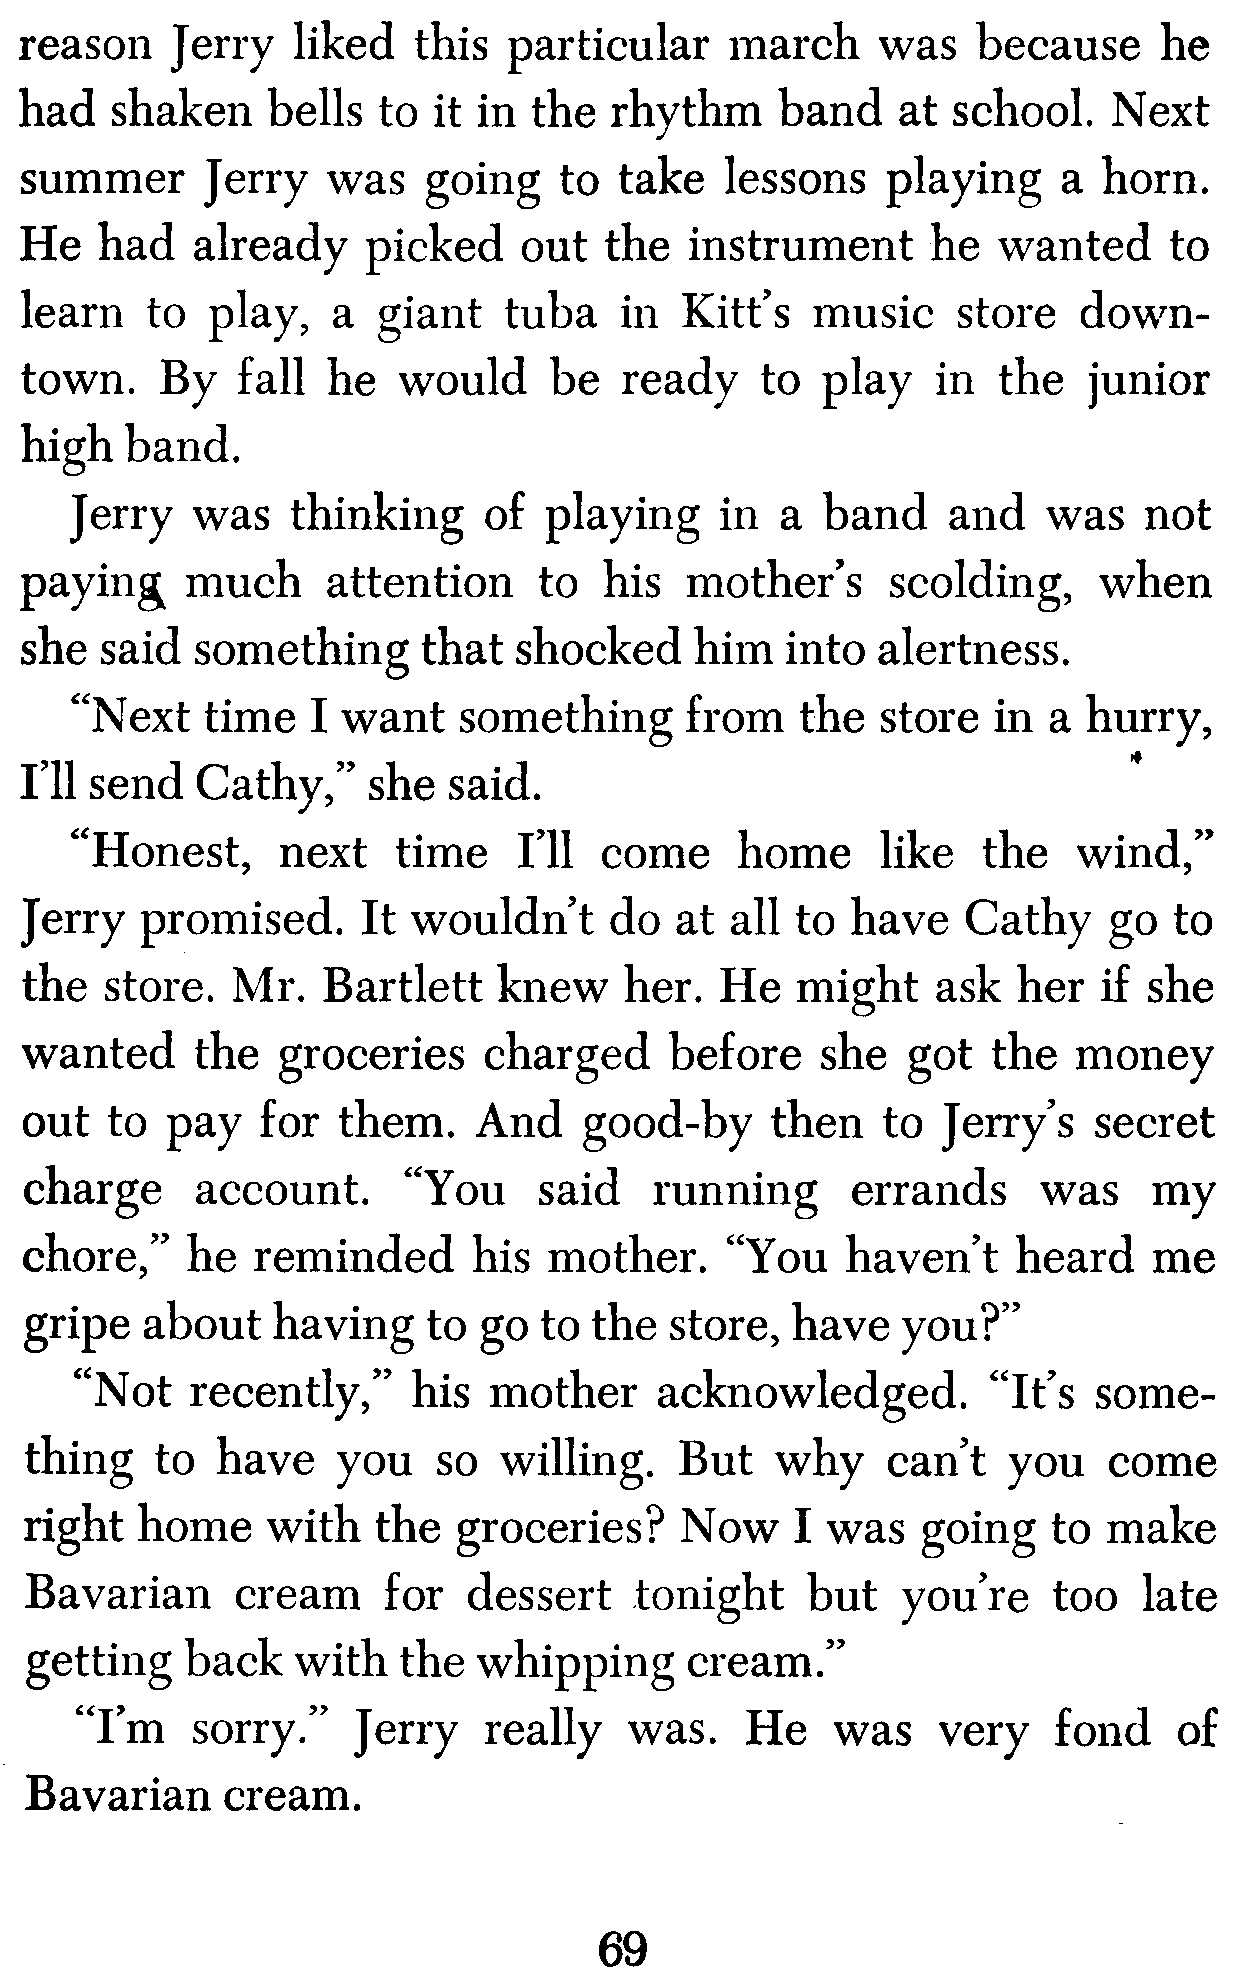 reason Jerry liked this particular march was because he
had shaken bells to it in the rhythm band at school. Next
summer Jerry was going to take lessons playing a horn.
He had already picked out the instrument he wanted to
learn to play, a giant tuba in Kitt's music store down-
town. By fall he would be ready to play in the junior
high band.
Jerry was thinking of playing in a band and was not
paying much attention to his mother's scolding, when
she said something that shocked him into alertness.
“Next time I want something from the store in a hurry,
I'll send Cathy,” she said.
“Honest, next time I'll come home like the wind,”
Jerry promised. It wouldn't do at all to have Cathy go to
the store. Mr. Bartlett knew her. He might ask her if she
wanted the groceries charged before she got the money
out to pay for them. And good-by then to Jerry's secret
charge account. “You said running errands was my
chore,” he reminded his mother. “You haven't heard me
gripe about having to go to the store, have you?”
“Not recently,” his mother acknowledged. “It's some-
thing to have you so willing. But why can't you come
right home with the groceries? Now I was going to make
Bavarian cream for dessert tonight but you're too late
getting back with the whipping cream.”
“I'm sorry.” Jerry really was. He was very fond of
Bavarian cream.
69